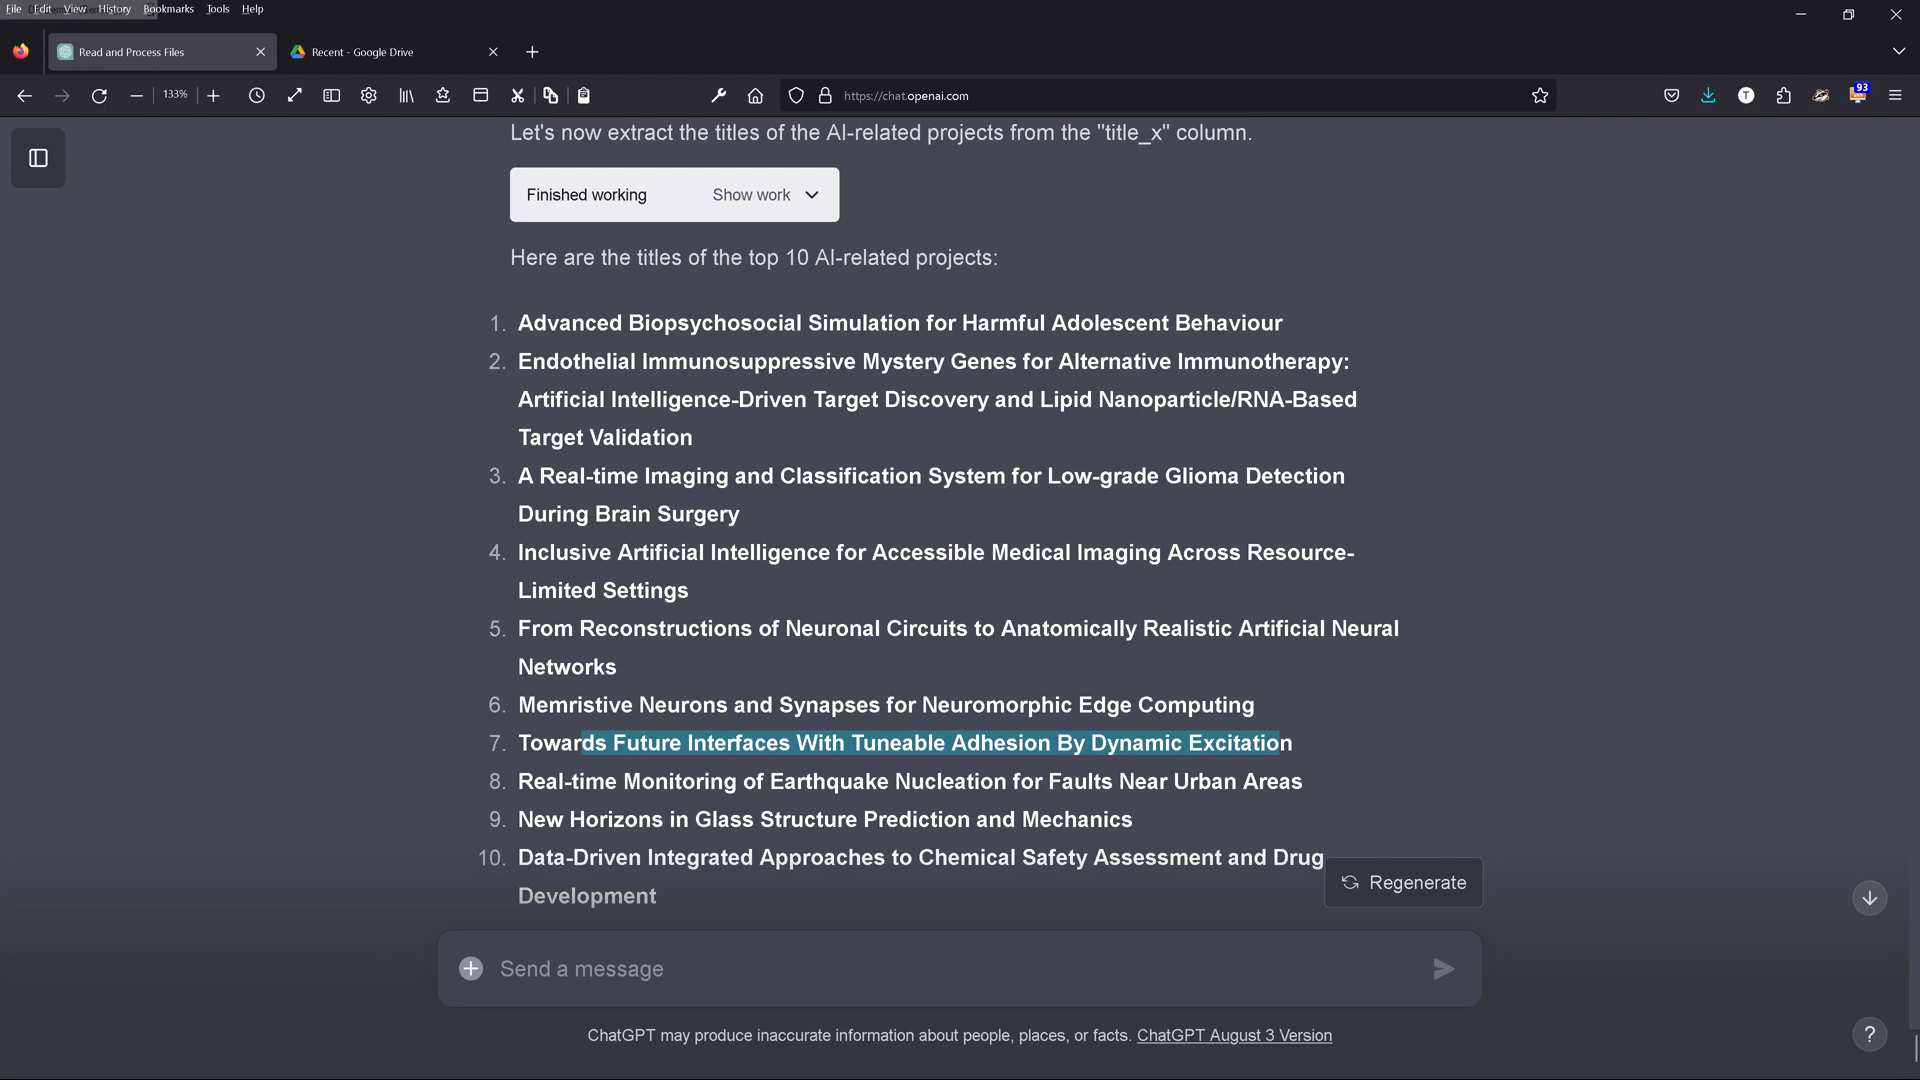 File Edit View History Bookmarks Tools Help
Read and Process Files
Recent - Google Drive
133%
https://chat.openai.com
93
Let's now extract the titles of the AI-related projects from the "title_x" column.
Finished working Show work
Here are the titles of the top 10 AI-related projects:
1. Advanced Biopsychosocial Simulation for Harmful Adolescent Behaviour
2. Endothelial Immunosuppressive Mystery Genes for Alternative Immunotherapy:
Artificial Intelligence-Driven Target Discovery and Lipid Nanoparticle/RNA-Based
Target Validation
3. A Real-time Imaging and Classification System for Low-grade Glioma Detection
During Brain Surgery
4. Inclusive Artificial Intelligence for Accessible Medical Imaging Across Resource-
Limited Settings
5. From Reconstructions of Neuronal Circuits to Anatomically Realistic Artificial Neural
Networks
6. Memristive Neurons and Synapses for Neuromorphic Edge Computing
7. Towards Future Interfaces With Tuneable Adhesion By Dynamic Excitation
8. Real-time Monitoring of Earthquake Nucleation for Faults Near Urban Areas
9. New Horizons in Glass Structure Prediction and Mechanics
10. Data-Driven Integrated Approaches to Chemical Safety Assessment and Drug
Development
Regenerate
Send a message
ChatGPT may produce inaccurate information about people, places, or facts. ChatGPT August 3 Version
?